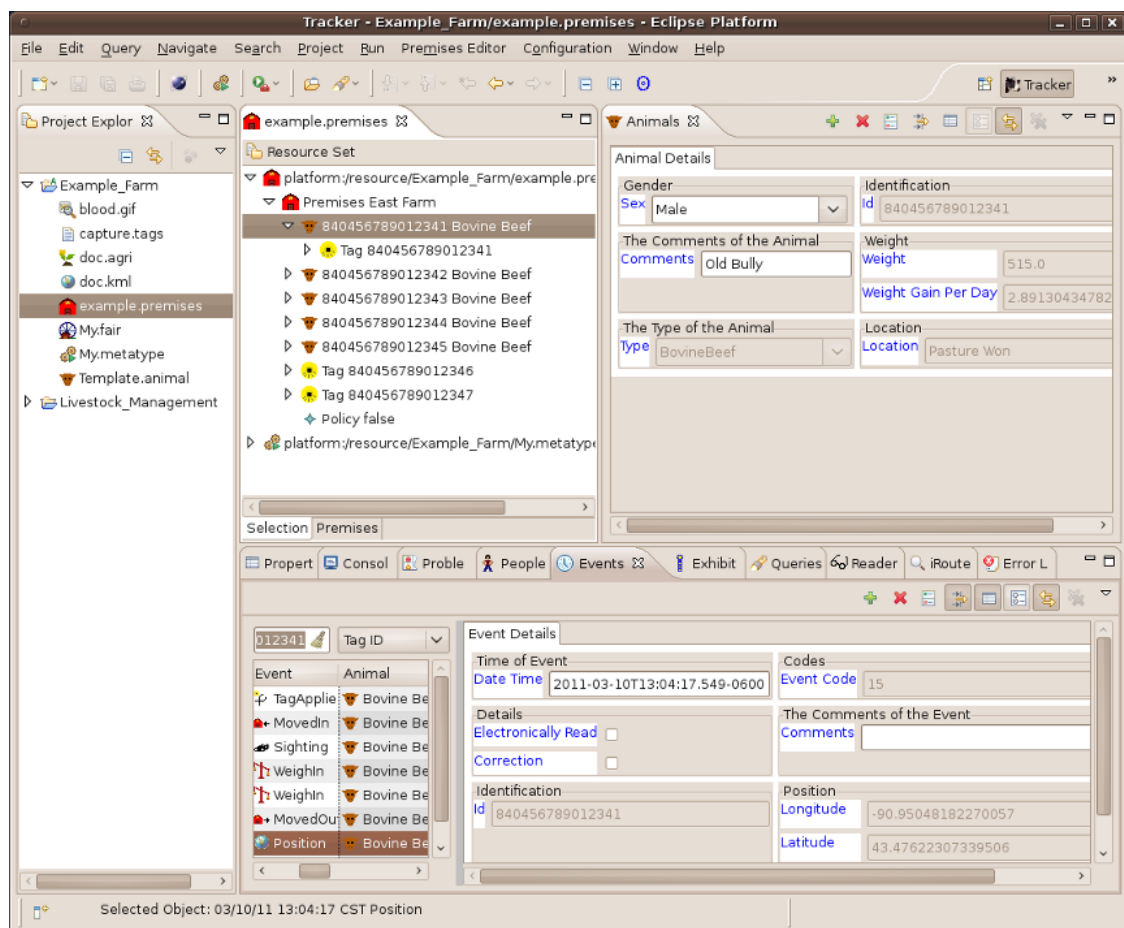 Tracker - Example_Farm/example.premises - Eclipse Platform
File Edit Query Navigate Search Project Run Premises Editor Configuration Window Help
Tracker »
Project Explor
Example_Farm
blood.gif
capture.tags
doc.agri
doc.kml
example.premises
My.fair
My.metatype
Template.animal
Livestock_Management
example.premises
Resource Set
platform:/resource/Example_Farm/example.pre
Premises East Farm
840456789012341 Bovine Beef
Tag 840456789012341
840456789012342 Bovine Beef
840456789012343 Bovine Beef
840456789012344 Bovine Beef
840456789012345 Bovine Beef
Tag 840456789012346
Tag 840456789012347
Policy false
platform:/resource/Example_Farm/My.metatype
Selection Premises
Animals
Animal Details
Gender
Sex Male
Identification
Id 840456789012341
The Comments of the Animal
Comments Old Bully
Weight
Weight 515.0
Weight Gain Per Day 2.89130434782
The Type of the Animal
Type BovineBeef
Location
Location Pasture Won
Propert Consol Proble People Events Exhibit Queries Reader iRoute Error L
012341 Tag ID
Event Animal
TagApplie Bovine Be
MovedIn Bovine Be
Sighting Bovine Be
WeighIn Bovine Be
WeighIn Bovine Be
MovedOu Bovine Be
Position Bovine Be
Event Details
Time of Event
Date Time 2011-03-10T13:04:17.549-0600
Codes
Event Code 15
Details
Electronically Read
Correction
The Comments of the Event
Comments
Identification
Id 840456789012341
Position
Longitude -90.95048182270057
Latitude 43.47622307339506
Selected Object: 03/10/11 13:04:17 CST Position